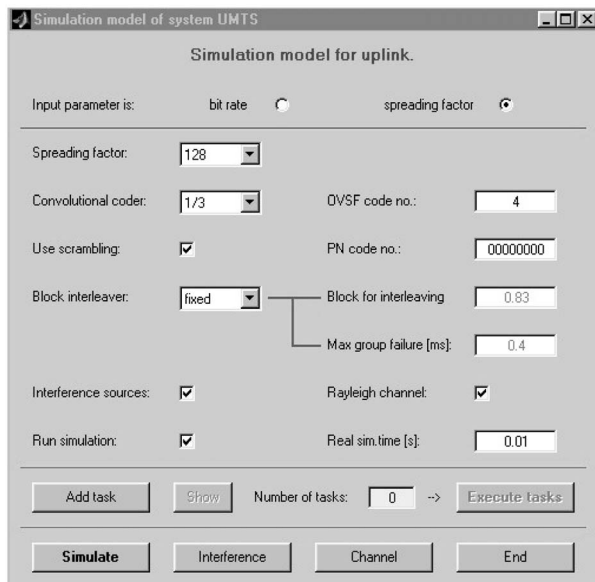 Simulation model of system UMTS
Simulation model for uplink.
Input parameter is: bit rate spreading factor
Spreading factor: 128
Convolutional coder: 1/3 OVSF code no.: 4
Use scrambling: PN code no.: 00000000
Block interleaver: fixed Block for interleaving 0.83
Max group failure [ms]: 0.4
Interference sources: Rayleigh channel:
Run simulation: Real sim.time [s]: 0.01
Add task Show Number of tasks: 0 --> Execute tasks
Simulate Interference Channel End